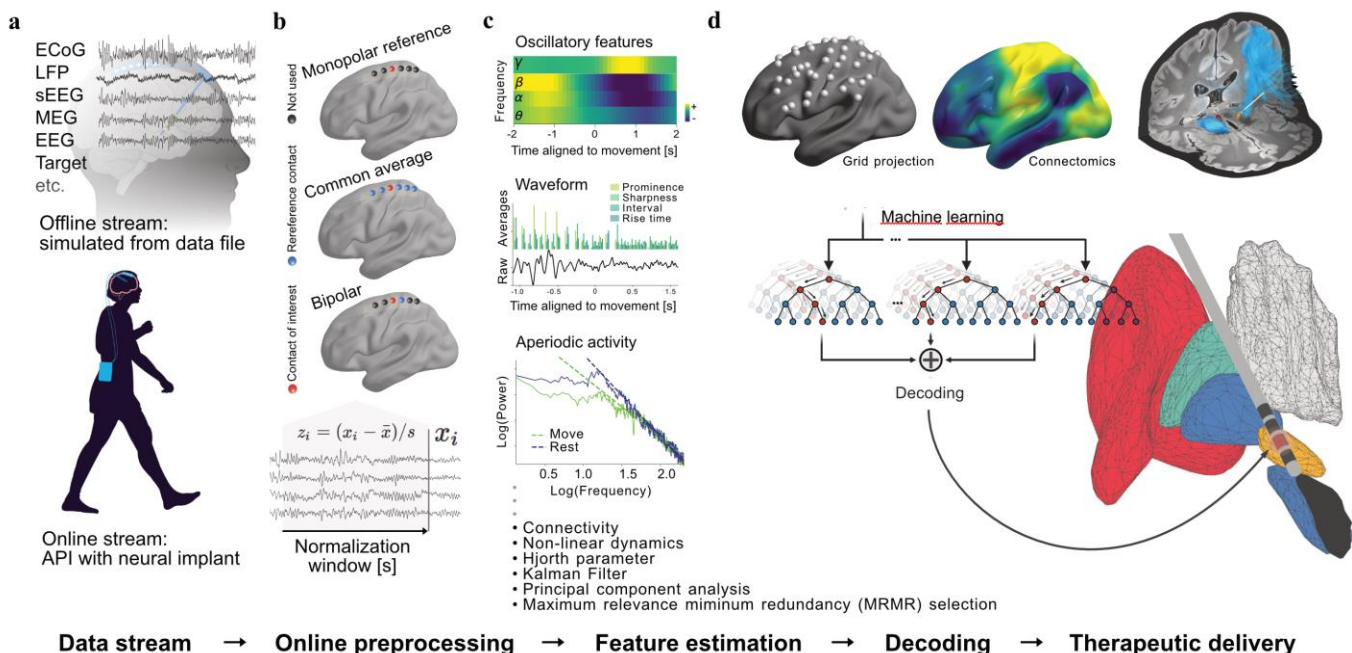 a
ECoG
LFP
sEEG
MEG
EEG
Target
etc.
Offline stream:
simulated from data file
Online stream:
API with neural implant
b
Monopolar reference
Not used
Common average
Rereference contact
Bipolar
Contact of interest
z_i = (x_i − x̄)/s
x_i
Normalization
window [s]
c
Oscillatory features
Frequency
γ
β
α
θ
+
-
-2 -1 0 1 2
Time aligned to movement [s]
Waveform
Prominence
Sharpness
Interval
Rise time
Averages
Raw
-1.0 -0.5 0 0.5 1.0 1.5
Time aligned to movement [s]
Aperiodic activity
Log(Power)
Move
Rest
0.5 1.0 1.5 2.0
Log(Frequency)
• Connectivity
• Non-linear dynamics
• Hjorth parameter
• Kalman Filter
• Principal component analysis
• Maximum relevance miminum redundancy (MRMR) selection
d
Grid projection
Connectomics
Machine learning
...
...
Decoding
Data stream → Online preprocessing → Feature estimation → Decoding → Therapeutic delivery